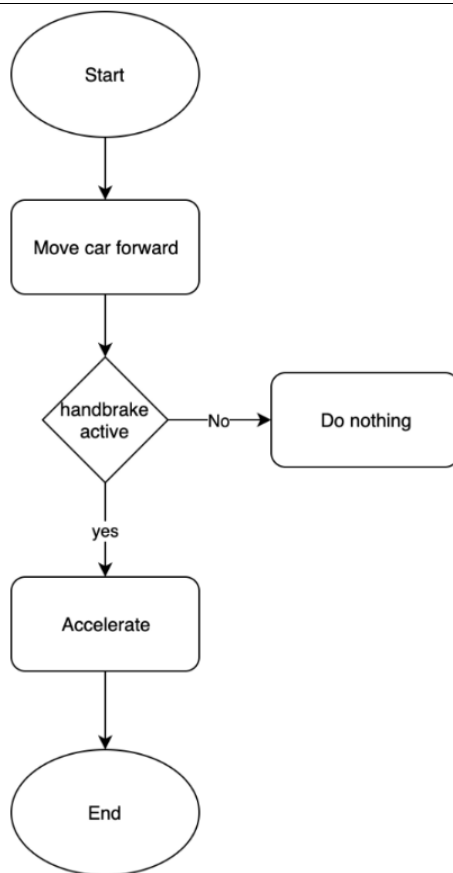 Start
Move car forward
handbrake
active
No
Do nothing
yes
Accelerate
End